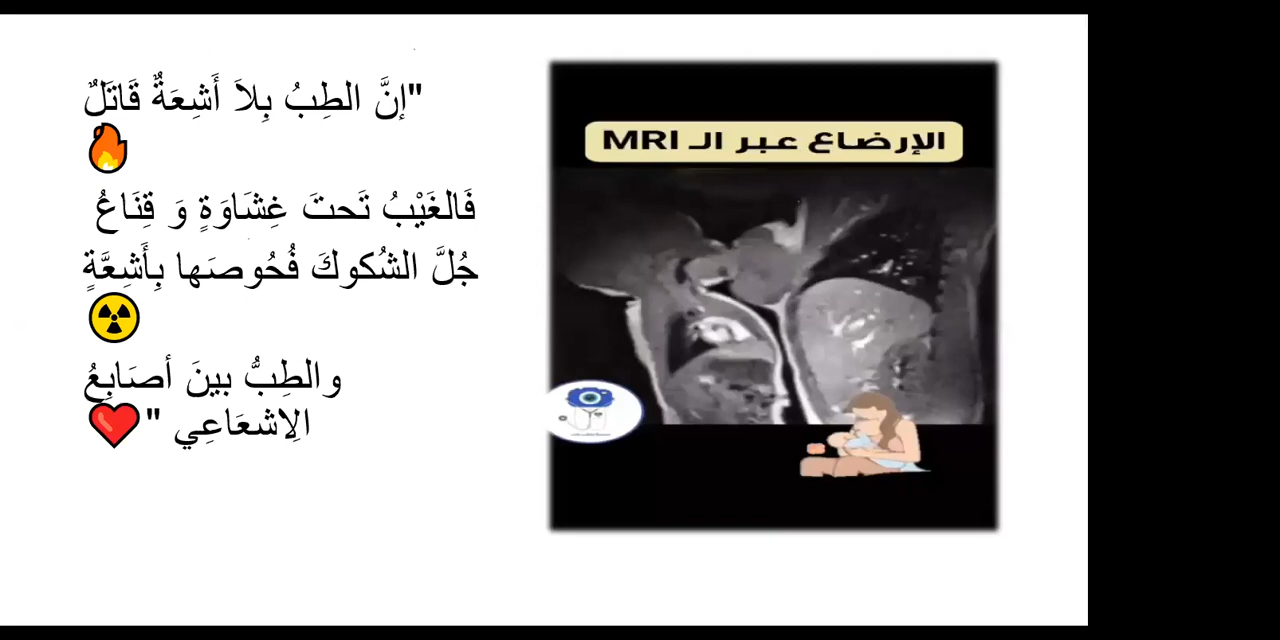 "إنَّ الطِبُ بِلاَ أَشِعَةٌ قَاتَلٌ
🔥
فَالغَيْبُ تَحتَ غِشَاوَةٍ وَ قِنَاعُ
جُلَّ الشُكوكَ فُحُوصَها بِأَشِعَّةٍ
☢️
والطِبُّ بينَ أصَابِعُ
الِاشعَاعِي "❤️
الإرضاع عبر الـ MRI